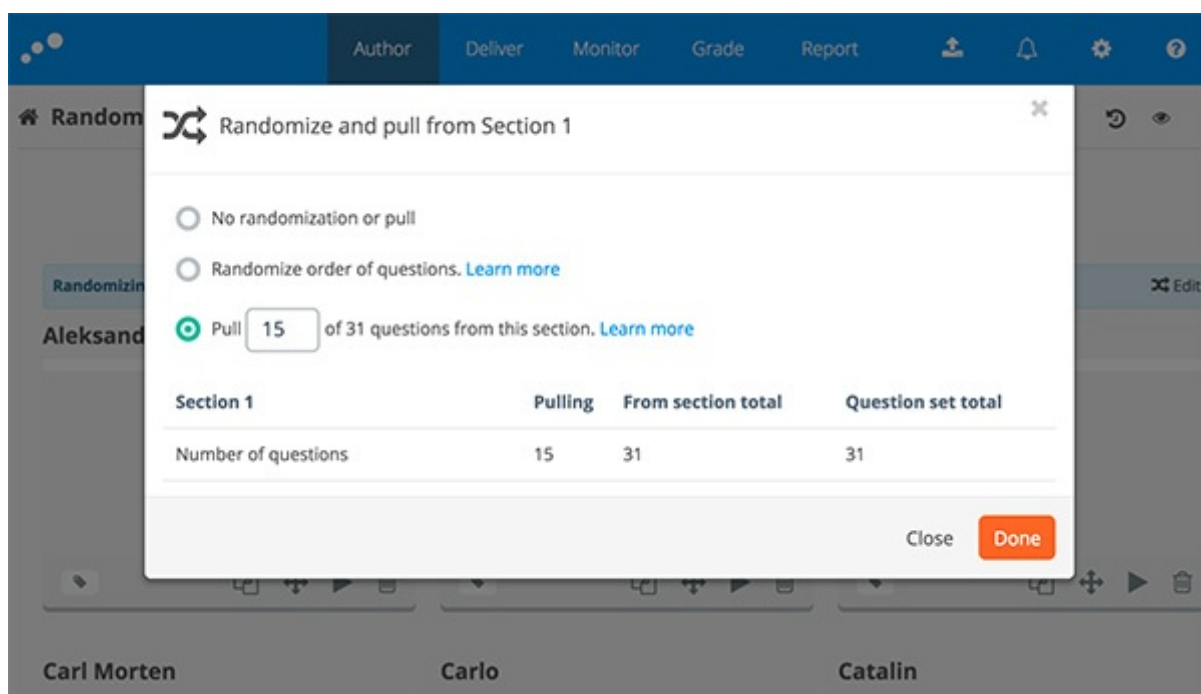 Author Deliver Monitor Grade Report
Random
Randomize and pull from Section 1
No randomization or pull
Randomize order of questions. Learn more
Randomizin
Edit
Aleksand
Pull 15 of 31 questions from this section. Learn more
Section 1 Pulling From section total Question set total
Number of questions 15 31 31
Close Done
Carl Morten Carlo Catalin